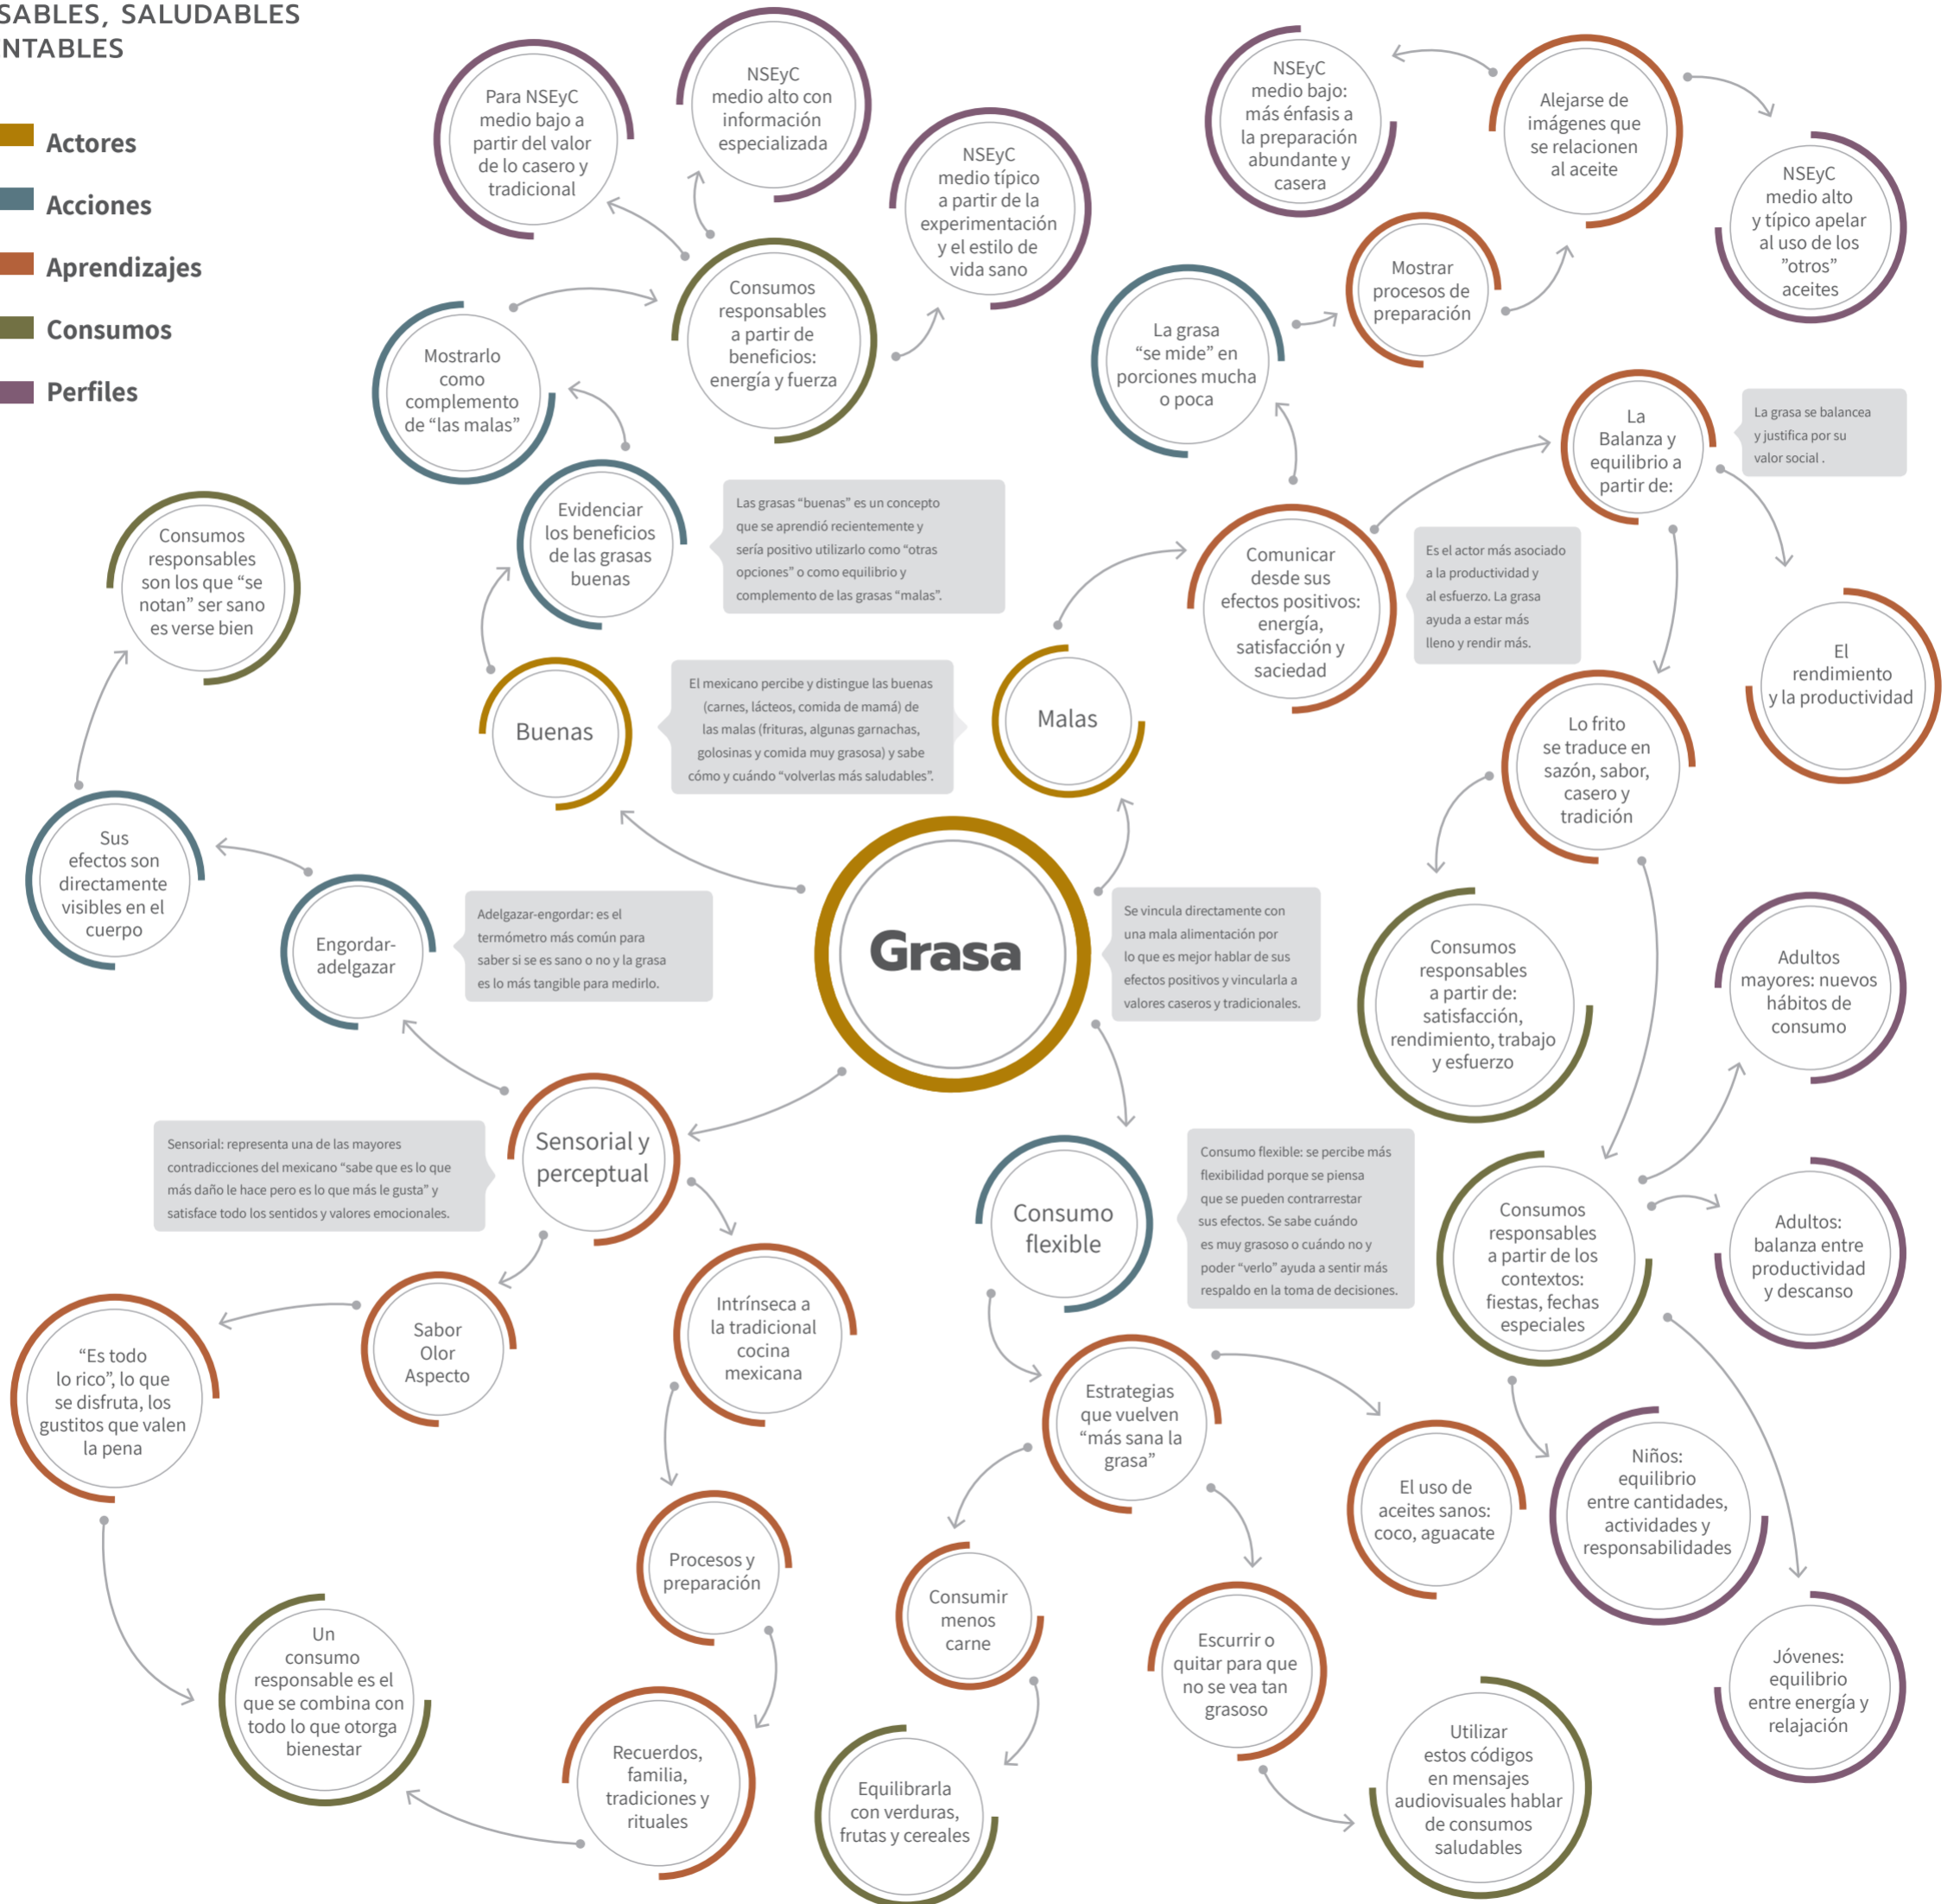 SABLES, SALUDABLES
NTABLES
Actores
Acciones
Aprendizajes
Consumos
Perfiles
Para NSEyC
medio bajo a
partir del valor
de lo casero y
tradicional
NSEyC
medio alto con
información
especializada
NSEyC
medio típico
a partir de la
experimentación
y el estilo de
vida sano
Consumos
responsables
a partir de
beneficios:
energía y fuerza
Mostrarlo
como
complemento
de “las malas”
Evidenciar
los beneficios
de las grasas
buenas
Las grasas “buenas” es un concepto
que se aprendió recientemente y
sería positivo utilizarlo como “otras
opciones” o como equilibrio y
complemento de las grasas “malas”.
Buenas
El mexicano percibe y distingue las buenas
(carnes, lácteos, comida de mamá) de
las malas (frituras, algunas garnachas,
golosinas y comida muy grasosa) y sabe
cómo y cuándo “volverlas más saludables”.
Malas
NSEyC
medio bajo:
más énfasis a
la preparación
abundante y
casera
Alejarse de
imágenes que
se relacionen
al aceite
NSEyC
medio alto
y típico apelar
al uso de los
”otros”
aceites
Mostrar
procesos de
preparación
La grasa
“se mide” en
porciones mucha
o poca
La
Balanza y
equilibrio a
partir de:
La grasa se balancea
y justifica por su
valor social .
Comunicar
desde sus
efectos positivos:
energía,
satisfacción y
saciedad
Es el actor más asociado
a la productividad y
al esfuerzo. La grasa
ayuda a estar más
lleno y rendir más.
El
rendimiento
y la productividad
Lo frito
se traduce en
sazón, sabor,
casero y
tradición
Consumos
responsables
son los que “se
notan” ser sano
es verse bien
Sus
efectos son
directamente
visibles en el
cuerpo
Engordar-
adelgazar
Adelgazar-engordar: es el
termómetro más común para
saber si se es sano o no y la grasa
es lo más tangible para medirlo.
Grasa
Se vincula directamente con
una mala alimentación por
lo que es mejor hablar de sus
efectos positivos y vincularla a
valores caseros y tradicionales.
Consumos
responsables
a partir de:
satisfacción,
rendimiento, trabajo
y esfuerzo
Adultos
mayores: nuevos
hábitos de
consumo
Sensorial: representa una de las mayores
contradicciones del mexicano “sabe que es lo que
más daño le hace pero es lo que más le gusta” y
satisface todo los sentidos y valores emocionales.
Sensorial y
perceptual
Consumo
flexible
Consumo flexible: se percibe más
flexibilidad porque se piensa
que se pueden contrarrestar
sus efectos. Se sabe cuándo
es muy grasoso o cuándo no y
poder “verlo” ayuda a sentir más
respaldo en la toma de decisiones.
Consumos
responsables
a partir de los
contextos:
fiestas, fechas
especiales
Adultos:
balanza entre
productividad
y descanso
“Es todo
lo rico”, lo que
se disfruta, los
gustitos que valen
la pena
Sabor
Olor
Aspecto
Intrínseca a
la tradicional
cocina
mexicana
Estrategias
que vuelven
“más sana la
grasa”
El uso de
aceites sanos:
coco, aguacate
Niños:
equilibrio
entre cantidades,
actividades y
responsabilidades
Procesos y
preparación
Consumir
menos
carne
Escurrir o
quitar para que
no se vea tan
grasoso
Jóvenes:
equilibrio
entre energía y
relajación
Un
consumo
responsable es el
que se combina con
todo lo que otorga
bienestar
Recuerdos,
familia,
tradiciones y
rituales
Equilibrarla
con verduras,
frutas y cereales
Utilizar
estos códigos
en mensajes
audiovisuales hablar
de consumos
saludables